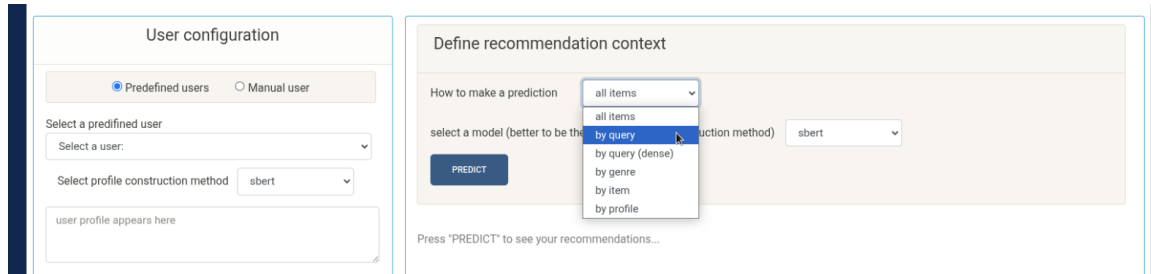 User configuration
Predefined users Manual user
Select a predifined user
Select a user:
Select profile construction method sbert
user profile appears here
Define recommendation context
How to make a prediction all items
all items
by query
by query (dense)
by genre
by item
by profile
select a model (better to be the uction method) sbert
PREDICT
Press "PREDICT" to see your recommendations...